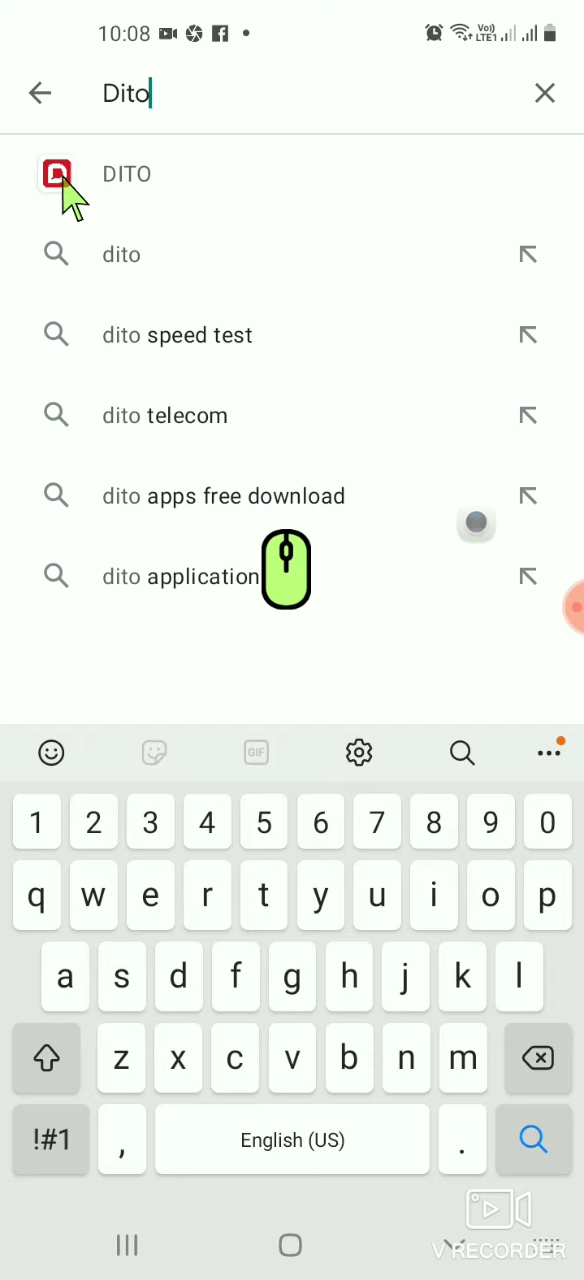 10:08
Vo)) LTE1
Dito
DITO
dito
dito speed test
dito telecom
dito apps free download
dito application
GIF
1 2 3 4 5 6 7 8 9 0
q w e r t y u i o p
a s d f g h j k l
z x c v b n m
!#1 , English (US) .
V RECORDER